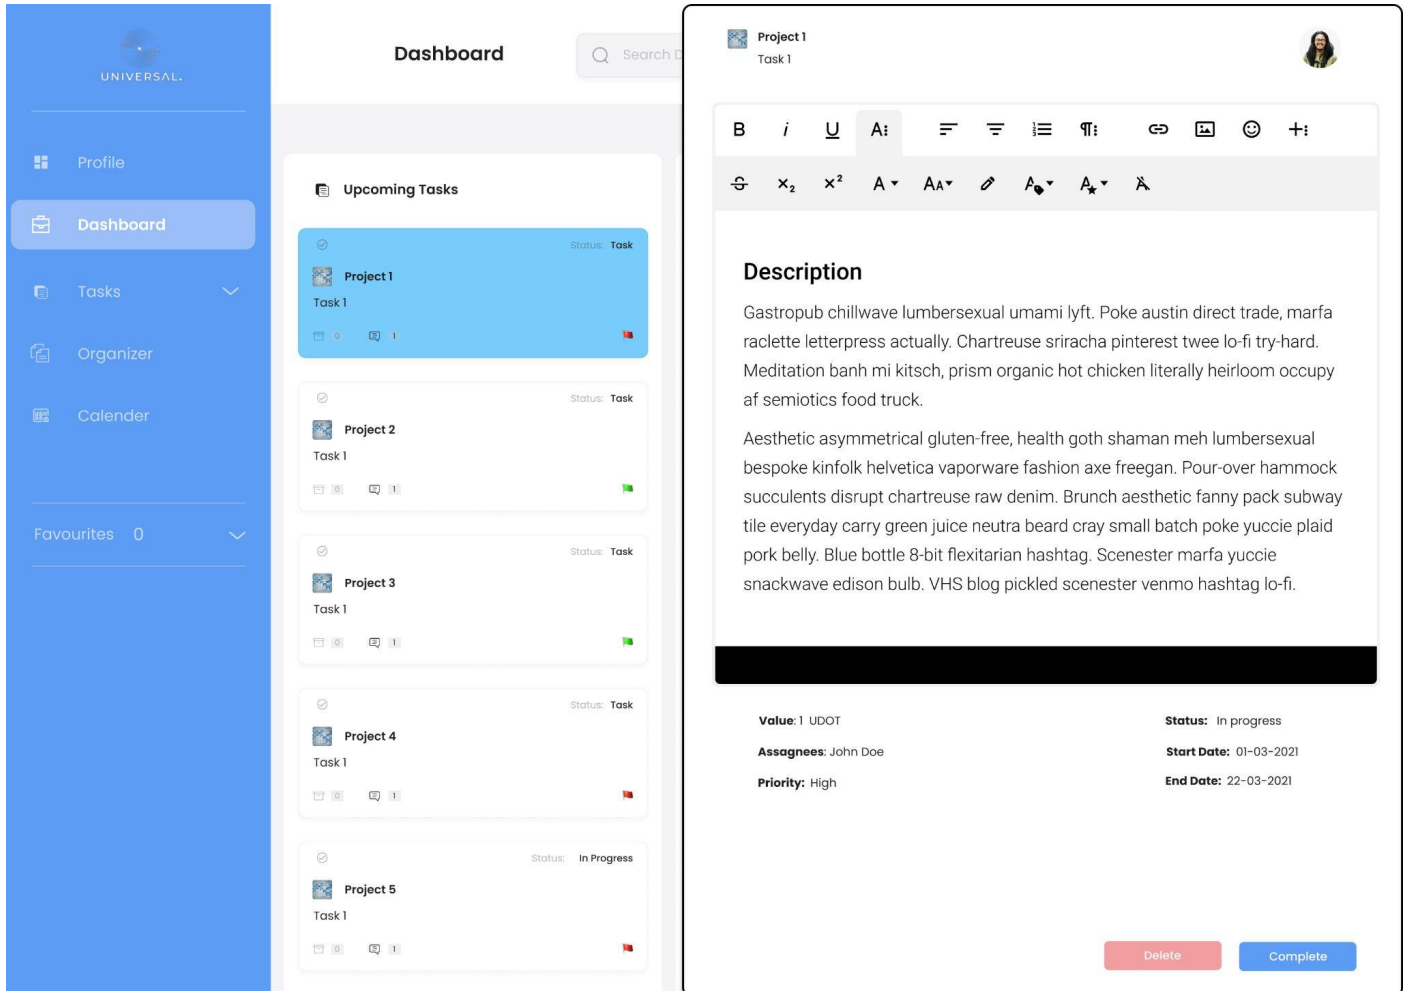 UNIVERSAL.
Profile
Dashboard
Tasks
Organizer
Calender
Favourites 0
Dashboard
Search D
Upcoming Tasks
Status: Task
Project 1
Task 1
0 1
Status: Task
Project 2
Task 1
0 1
Status: Task
Project 3
Task 1
0 1
Status: Task
Project 4
Task 1
0 1
Status: In Progress
Project 5
Task 1
0 1
Project 1
Task 1
Description
Gastropub chillwave lumbersexual umami lyft. Poke austin direct trade, marfa
raclette letterpress actually. Chartreuse sriracha pinterest twee lo-fi try-hard.
Meditation banh mi kitsch, prism organic hot chicken literally heirloom occupy
af semiotics food truck.
Aesthetic asymmetrical gluten-free, health goth shaman meh lumbersexual
bespoke kinfolk helvetica vaporware fashion axe freegan. Pour-over hammock
succulents disrupt chartreuse raw denim. Brunch aesthetic fanny pack subway
tile everyday carry green juice neutra beard cray small batch poke yuccie plaid
pork belly. Blue bottle 8-bit flexitarian hashtag. Scenester marfa yuccie
snackwave edison bulb. VHS blog pickled scenester venmo hashtag lo-fi.
Value: 1 UDOT
Assagnees: John Doe
Priority: High
Status: In progress
Start Date: 01-03-2021
End Date: 22-03-2021
Delete
Complete